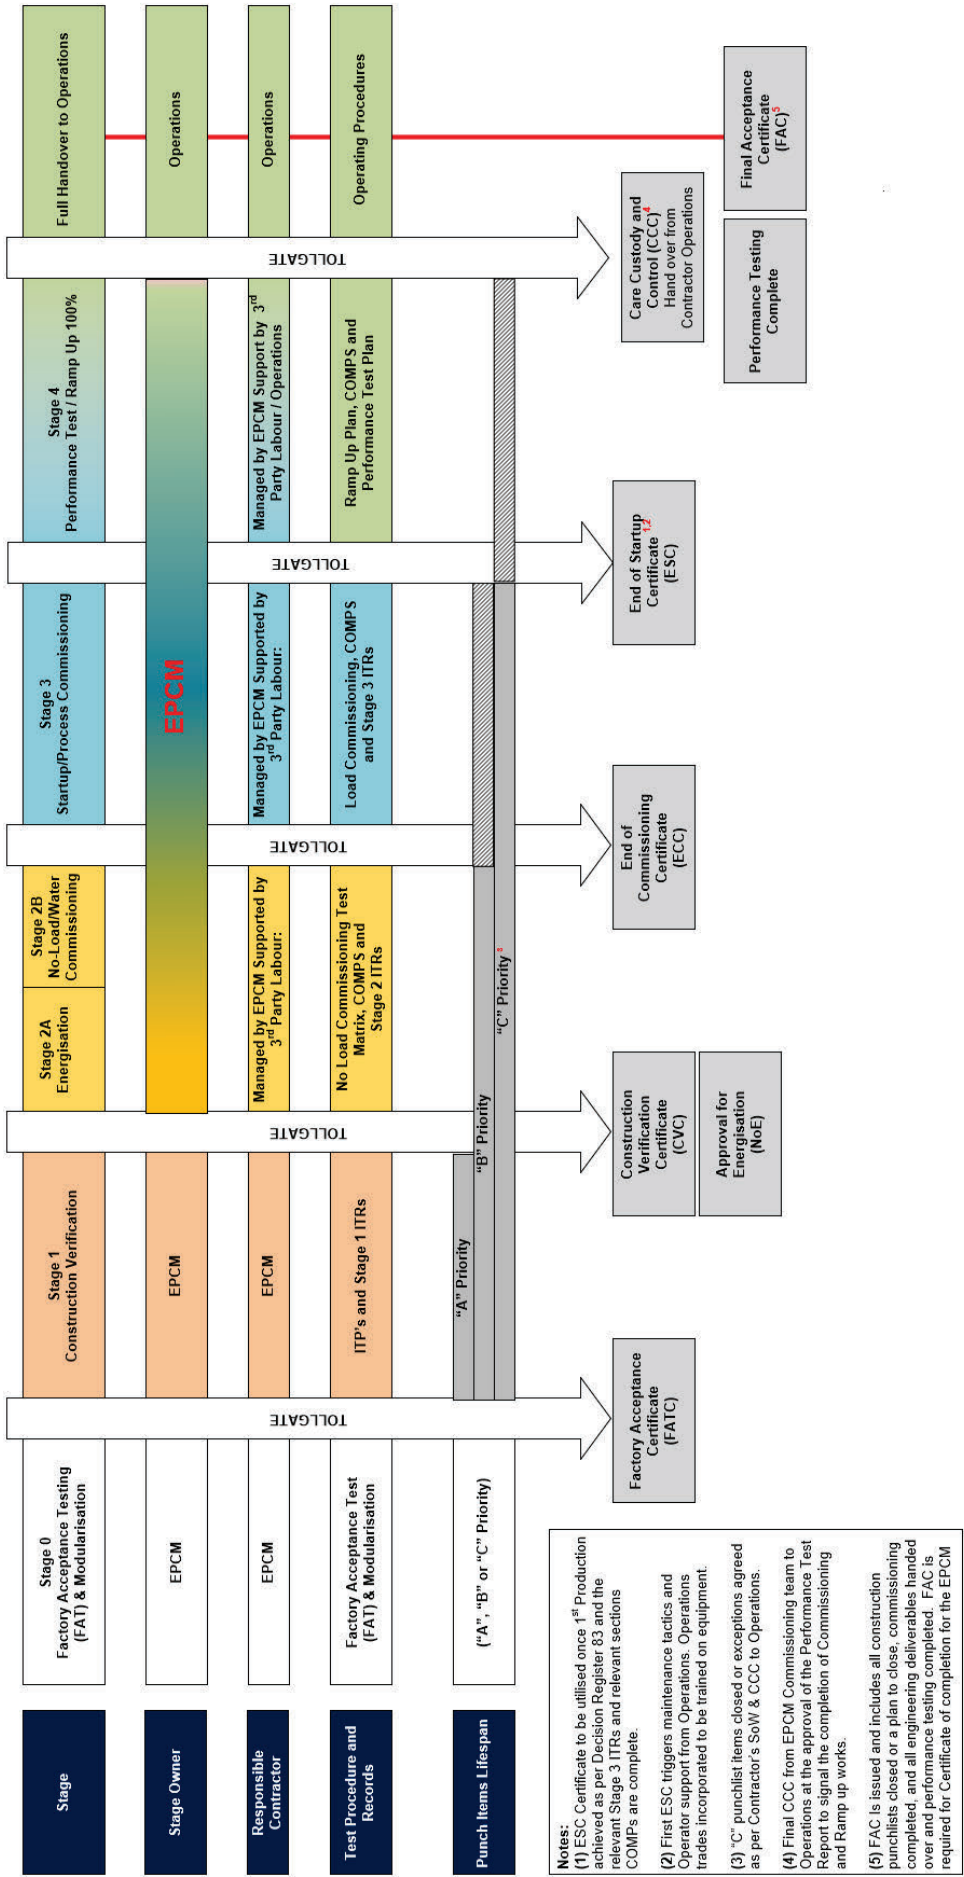 Stage
Stage 0
Factory Acceptance Testing
(FAT) & Modularisation
Stage 1
Construction Verification
Stage 2A
Energisation
Stage 2B
No-Load/Water
Commissioning
Stage 3
Startup/Process Commissioning
Stage 4
Performance Test / Ramp Up 100%
Full Handover to Operations
Stage Owner
EPCM
EPCM
EPCM
Operations
Responsible
Contractor
EPCM
EPCM
Managed by EPCM Supported by
3rd Party Labour:
Managed by EPCM Supported by
3rd Party Labour:
Managed by EPCM Support by 3rd
Party Labour / Operations
Operations
TOLLGATE
TOLLGATE
TOLLGATE
TOLLGATE
TOLLGATE
Test Procedure and
Records
Factory Acceptance Test
(FAT) & Modularisation
ITP's and Stage 1 ITRs
No Load Commissioning Test
Matrix, COMPS and
Stage 2 ITRs
Load Commissioning, COMPS
and Stage 3 ITRs
Ramp Up Plan, COMPS and
Performance Test Plan
Operating Procedures
Punch Items Lifespan
("A", "B" or "C" Priority)
"A" Priority
"B" Priority
"C" Priority 3
Factory Acceptance
Certificate
(FATC)
Construction
Verification
Certificate
(CVC)
Approval for
Energisation
(NoE)
End of
Commissioning
Certificate
(ECC)
End of Startup
Certificate 1,2
(ESC)
Care Custody and
Control (CCC)4
Hand over from
Contractor Operations
Performance Testing
Complete
Final Acceptance
Certificate
(FAC)5
Notes:
(1) ESC Certificate to be utilised once 1st Production
achieved as per Decision Register 83 and the
relevant Stage 3 ITRs and relevant sections
COMPs are complete.
(2) First ESC triggers maintenance tactics and
Operator support from Operations. Operations
trades incorporated to be trained on equipment.
(3) "C" punchlist items closed or exceptions agreed
as per Contractor's SoW & CCC to Operations.
(4) Final CCC from EPCM Commissioning team to
Operations at the approval of the Performance Test
Report to signal the completion of Commissioning
and Ramp up works.
(5) FAC Is issued and includes all construction
punchlists closed or a plan to close, commissioning
completed, and all engineering deliverables handed
over and performance testing completed. FAC is
required for Certificate of completion for the EPCM